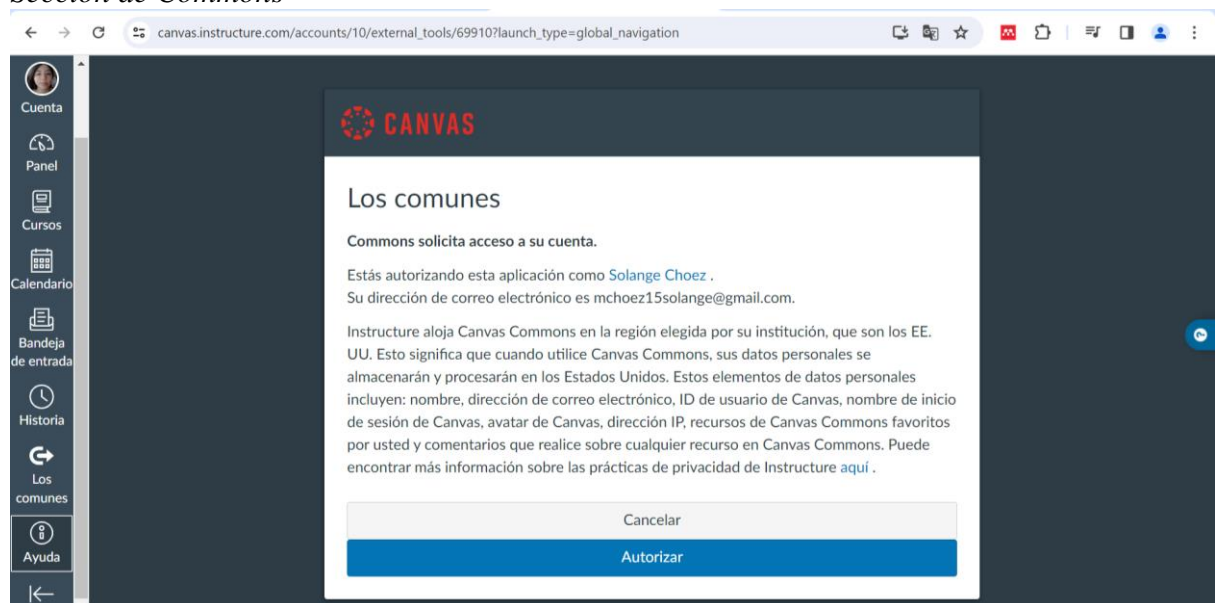 Sección de Commons
canvas.instructure.com/accounts/10/external_tools/69910?launch_type=global_navigation
Cuenta
Panel
Cursos
Calendario
Bandeja
de entrada
Historia
Los
comunes
Ayuda
CANVAS
Los comunes
Commons solicita acceso a su cuenta.
Estás autorizando esta aplicación como Solange Choez .
Su dirección de correo electrónico es mchoez15solange@gmail.com.
Instructure aloja Canvas Commons en la región elegida por su institución, que son los EE.
UU. Esto significa que cuando utilice Canvas Commons, sus datos personales se
almacenarán y procesarán en los Estados Unidos. Estos elementos de datos personales
incluyen: nombre, dirección de correo electrónico, ID de usuario de Canvas, nombre de inicio
de sesión de Canvas, avatar de Canvas, dirección IP, recursos de Canvas Commons favoritos
por usted y comentarios que realice sobre cualquier recurso en Canvas Commons. Puede
encontrar más información sobre las prácticas de privacidad de Instructure aquí .
Cancelar
Autorizar